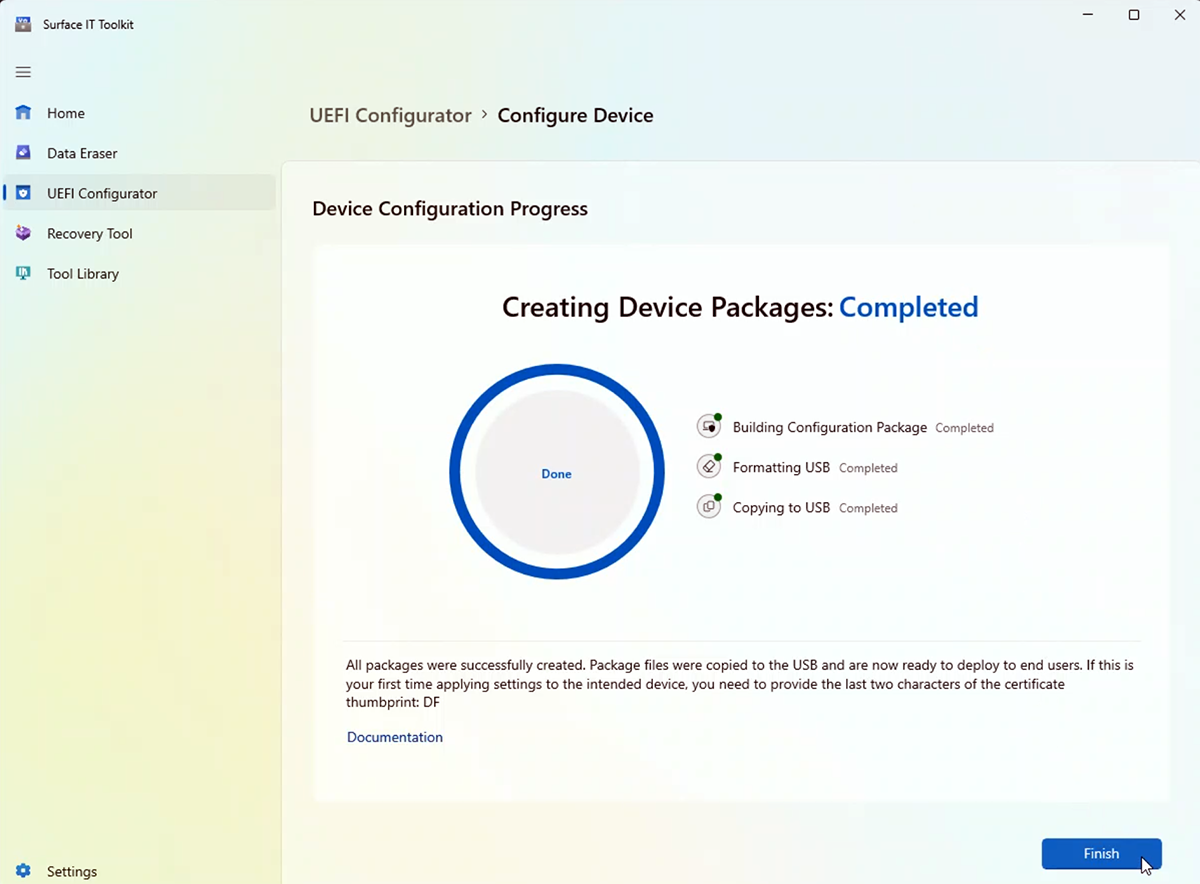 Surface IT Toolkit
Home
Data Eraser
UEFI Configurator
Recovery Tool
Tool Library
Settings
UEFI Configurator > Configure Device
Device Configuration Progress
Creating Device Packages: Completed
Done
Building Configuration Package Completed
Formatting USB Completed
Copying to USB Completed
All packages were successfully created. Package files were copied to the USB and are now ready to deploy to end users. If this is
your first time applying settings to the intended device, you need to provide the last two characters of the certificate
thumbprint: DF
Documentation
Finish